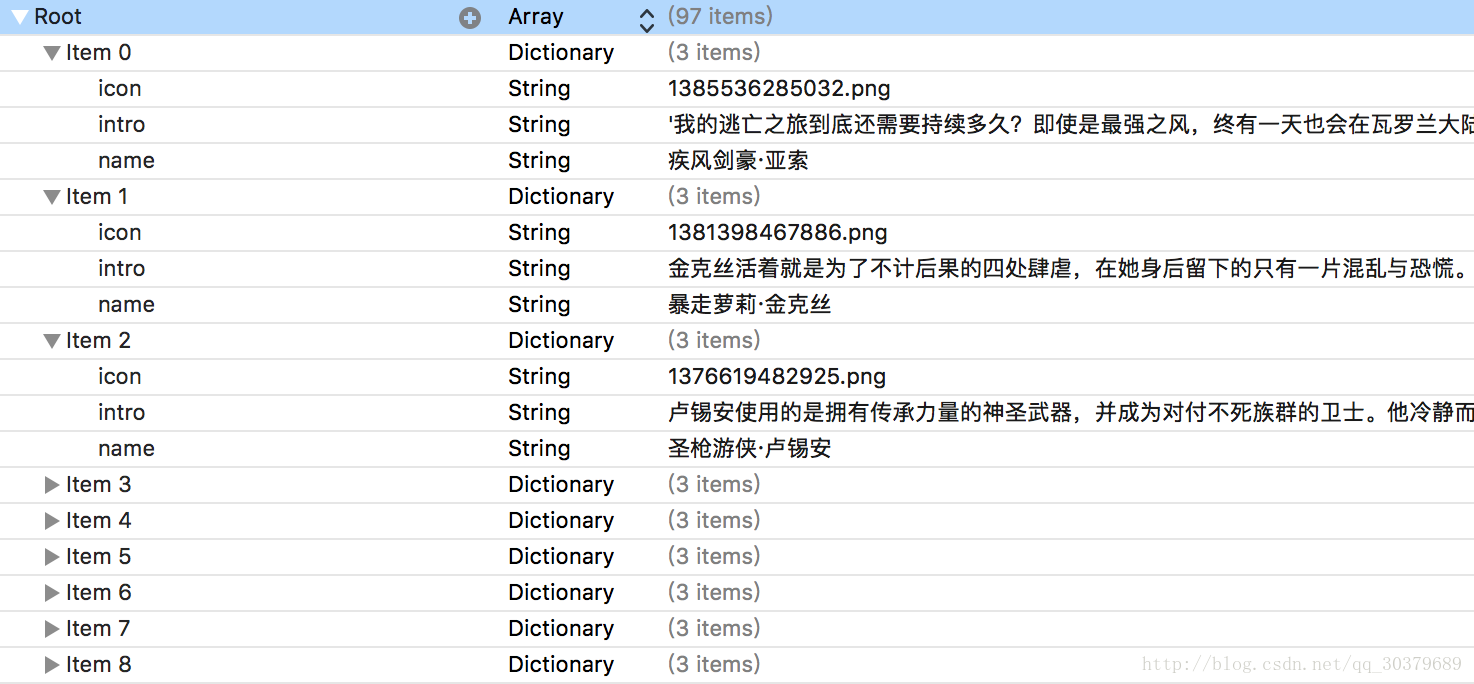 Root Array (97 items)
Item 0 Dictionary (3 items)
icon String 1385536285032.png
intro String '我的逃亡之旅到底还需要持续多久？即使是最强之风，终有一天也会在瓦罗兰大陆
name String 疾风剑豪·亚索
Item 1 Dictionary (3 items)
icon String 1381398467886.png
intro String 金克丝活着就是为了不计后果的四处肆虐，在她身后留下的只有一片混乱与恐慌。
name String 暴走萝莉·金克丝
Item 2 Dictionary (3 items)
icon String 1376619482925.png
intro String 卢锡安使用的是拥有传承力量的神圣武器，并成为对付不死族群的卫士。他冷静而
name String 圣枪游侠·卢锡安
Item 3 Dictionary (3 items)
Item 4 Dictionary (3 items)
Item 5 Dictionary (3 items)
Item 6 Dictionary (3 items)
Item 7 Dictionary (3 items)
Item 8 Dictionary (3 items)
http://blog.csdn.net/qq_30379689